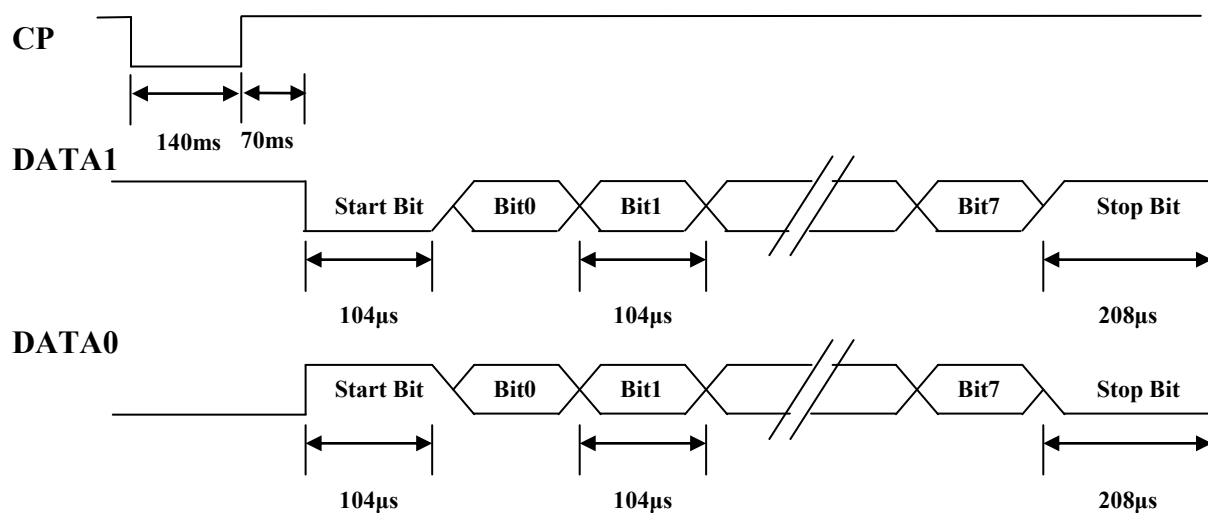 CP
140ms 70ms
DATA1
Start Bit Bit0 Bit1 Bit7 Stop Bit
104μs 104μs 208μs
DATA0
Start Bit Bit0 Bit1 Bit7 Stop Bit
104μs 104μs 208μs